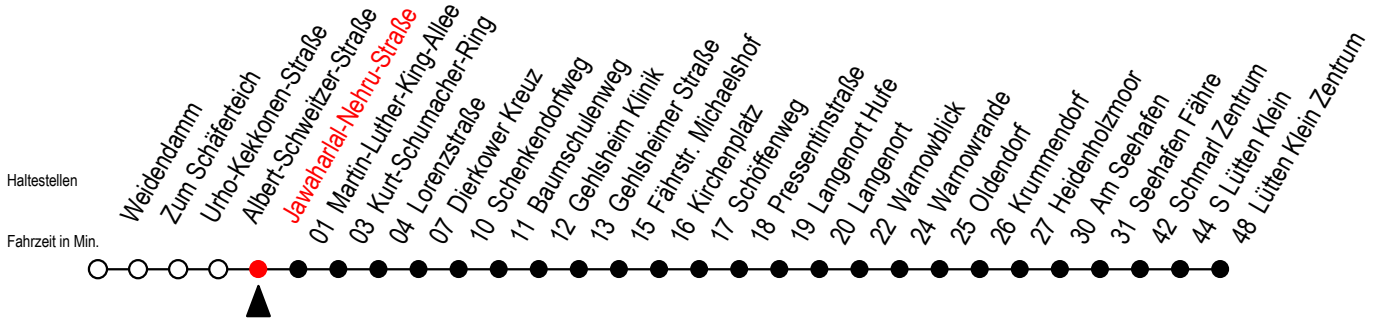 Haltestellen
Fahrzeit in Min.
Weidendamm
Zum Schäferteich
Urho-Kekkonen-Straße
Albert-Schweitzer-Straße
Jawaharlal-Nehru-Straße
01 Martin-Luther-King-Allee
03 Kurt-Schumacher-Ring
04 Lorenzstraße
07 Dierkower Kreuz
10 Schenkendorfweg
11 Baumschulenweg
12 Gehlsheim Klinik
13 Gehlsheimer Straße
15 Fährstr. Michaelshof
16 Kirchenplatz
17 Schöffenweg
18 Pressentinstraße
19 Langenort Hufe
20 Langenort
22 Warnowblick
24 Warnowrande
25 Oldendorf
26 Krummendorf
27 Heidenholzmoor
30 Am Seehafen
31 Seehafen Fähre
42 Schmarl Zentrum
44 S Lütten Klein
48 Lütten Klein Zentrum